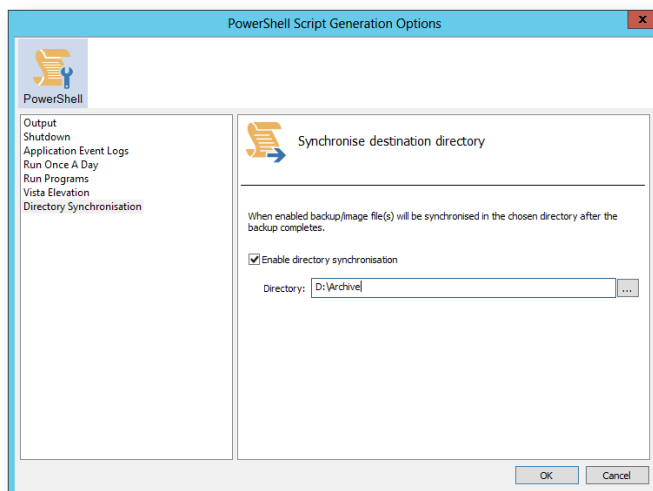 PowerShell Script Generation Options
x
PowerShell
Output
Shutdown
Application Event Logs
Run Once A Day
Run Programs
Vista Elevation
Directory Synchronisation
Synchronise destination directory
When enabled backup/image file(s) will be synchronised in the chosen directory after the
backup completes.
Enable directory synchronisation
Directory: D:\Archive
...
OK Cancel